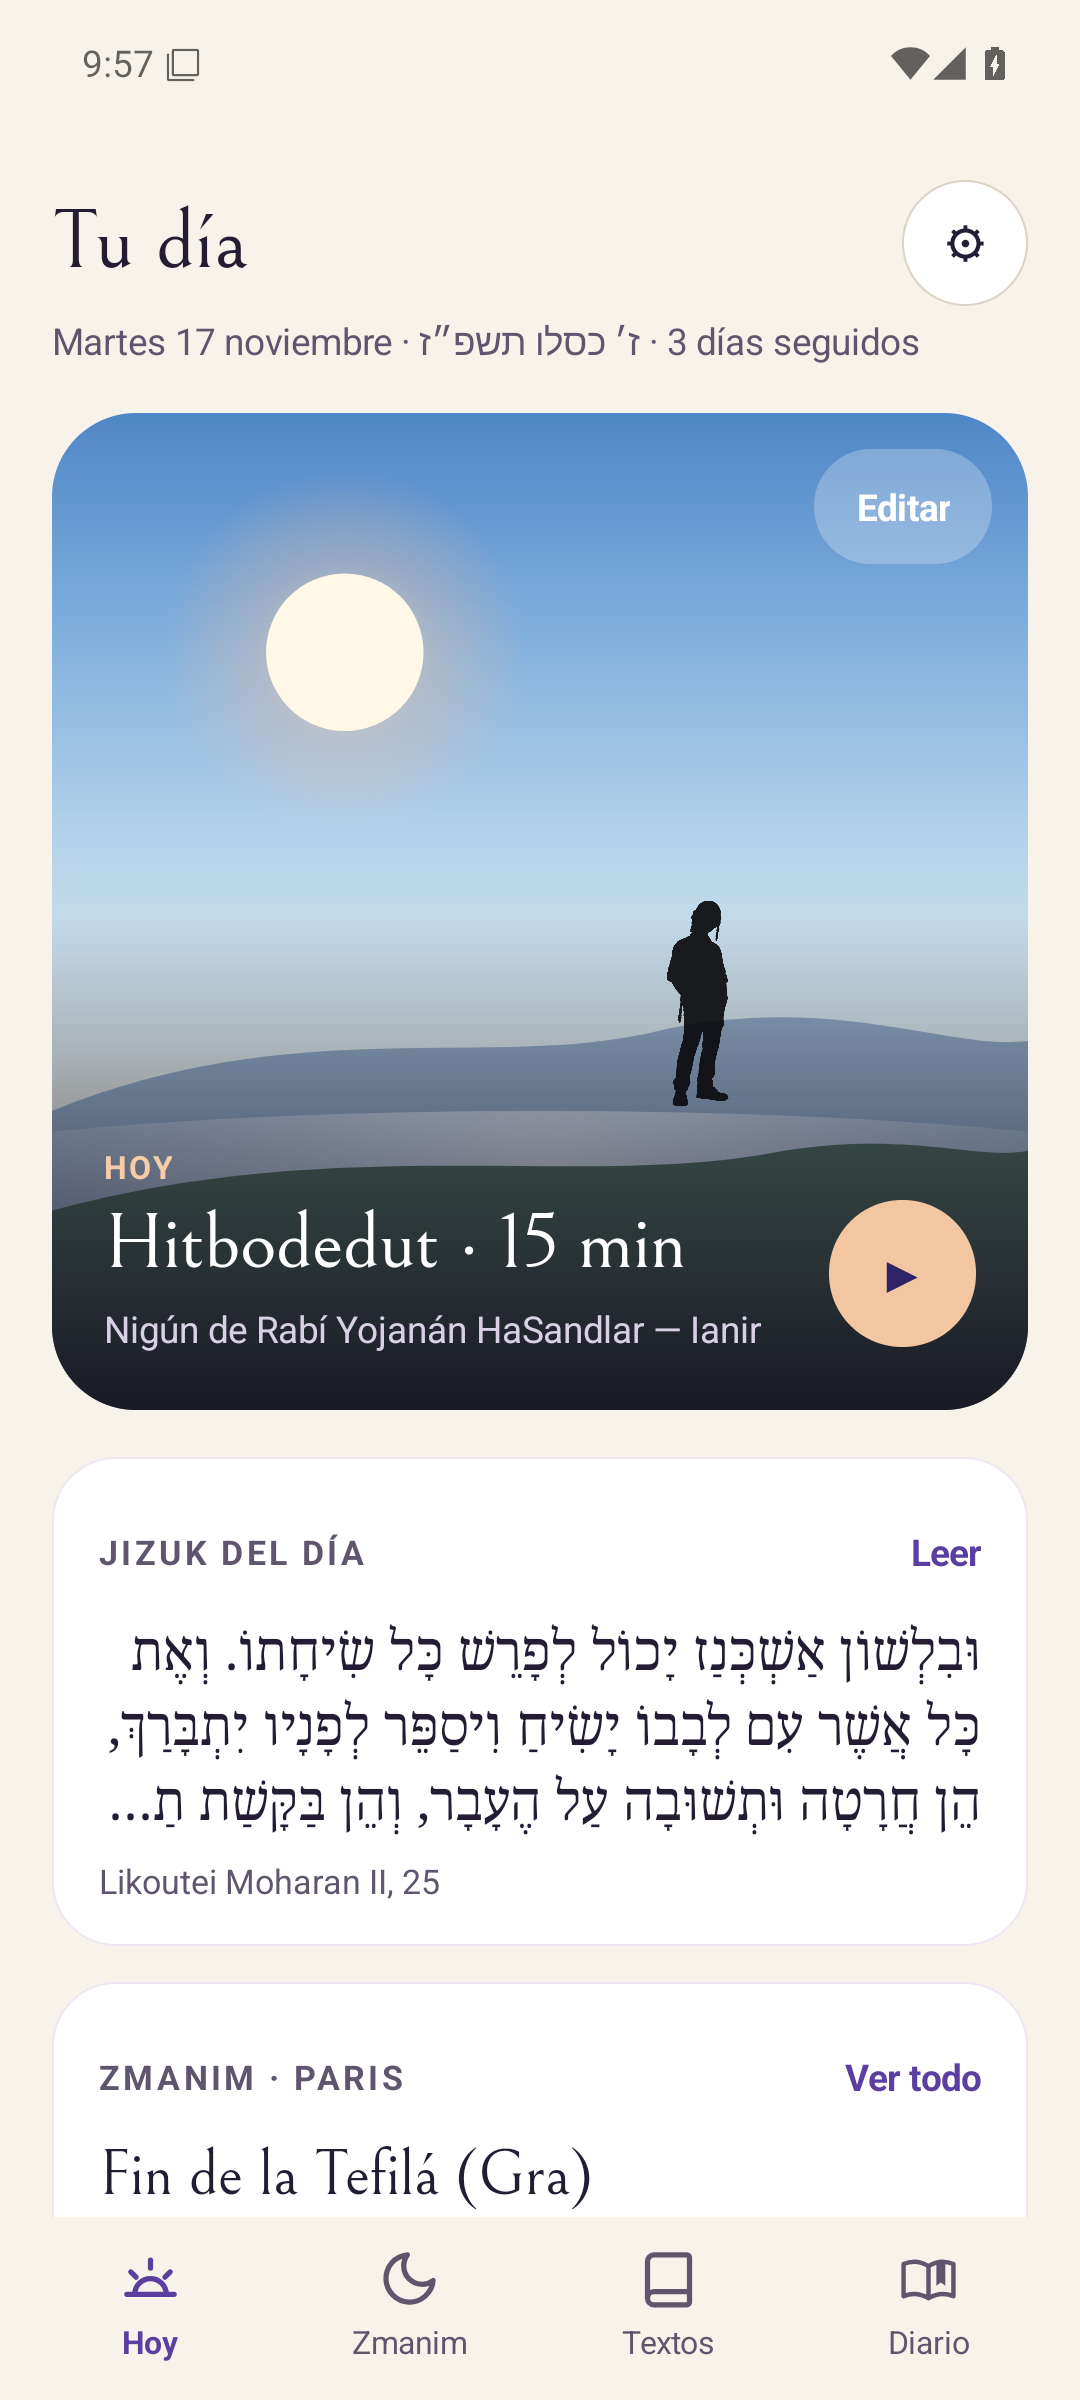 9:57
Tu día
Martes 17 noviembre · ז׳ כסלו תשפ״ז · 3 días seguidos
Editar
HOY
Hitbodedut · 15 min
Nigún de Rabí Yojanán HaSandlar — Ianir
JIZUK DEL DÍA
Leer
וּבִלְשׁוֹן אַשְׁכְּנַז יָכוֹל לְפָרֵשׁ כָּל שִׂיחָתוֹ. וְאֶת
כָּל אֲשֶׁר עִם לְבָבוֹ יָשִׂיחַ וִיסַפֵּר לְפָנָיו יִתְבָּרַךְ,
הֵן חֲרָטָה וּתְשׁוּבָה עַל הֶעָבָר, וְהֵן בַּקָּשַׁת תַ...
Likoutei Moharan II, 25
ZMANIM · PARIS
Ver todo
Fin de la Tefilá (Gra)
Hoy
Zmanim
Textos
Diario